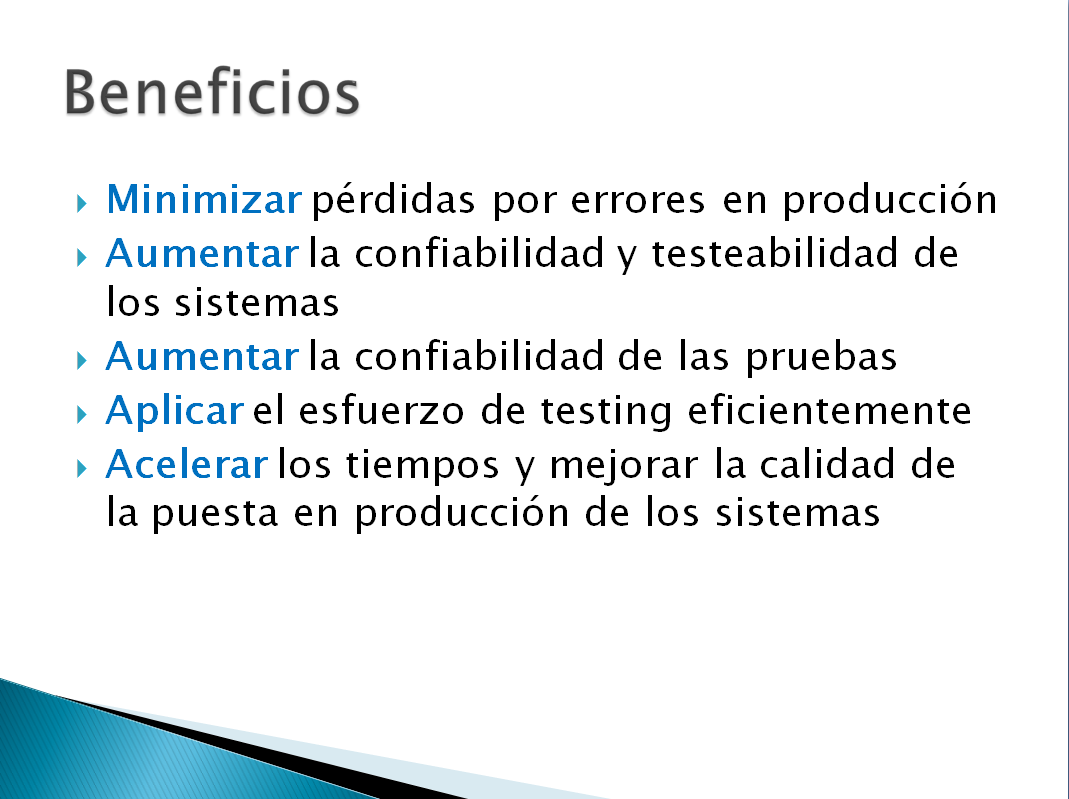 Beneficios
Minimizar pérdidas por errores en producción
Aumentar la confiabilidad y testeabilidad de
los sistemas
Aumentar la confiabilidad de las pruebas
Aplicar el esfuerzo de testing eficientemente
Acelerar los tiempos y mejorar la calidad de
la puesta en producción de los sistemas